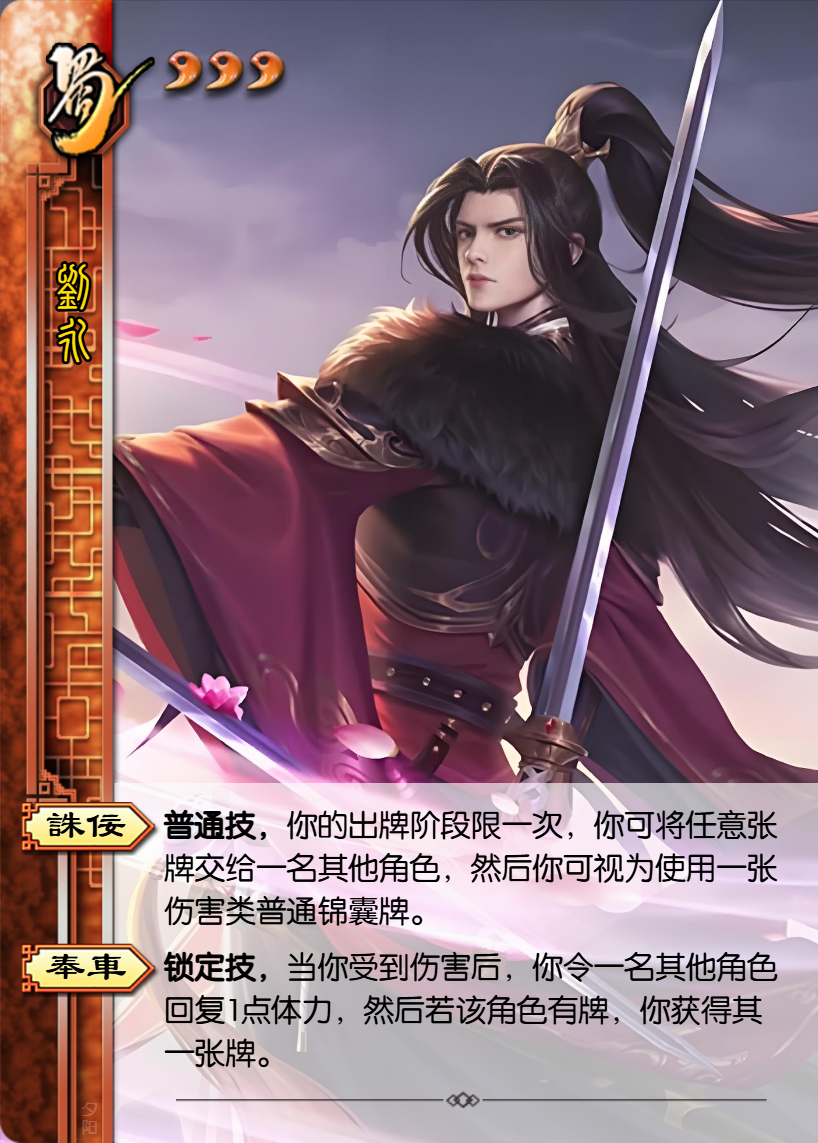 蜀
劉永
誅佞
普通技，你的出牌阶段限一次，你可将任意张
牌交给一名其他角色，然后你可视为使用一张
伤害类普通锦囊牌。
奉車
锁定技，当你受到伤害后，你令一名其他角色
回复1点体力，然后若该角色有牌，你获得其
一张牌。
夕阳